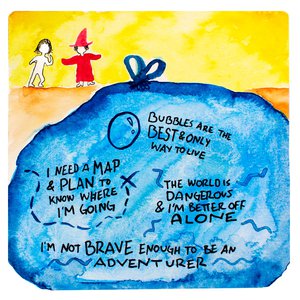 BUBBLES ARE THE
BEST & ONLY
WAY TO LIVE
I NEED A MAP
& PLAN TO
KNOW WHERE
I'M GOING
THE WORLD IS
DANGEROUS
& I'M BETTER OFF
ALONE
I'M NOT BRAVE ENOUGH TO BE AN
ADVENTURER